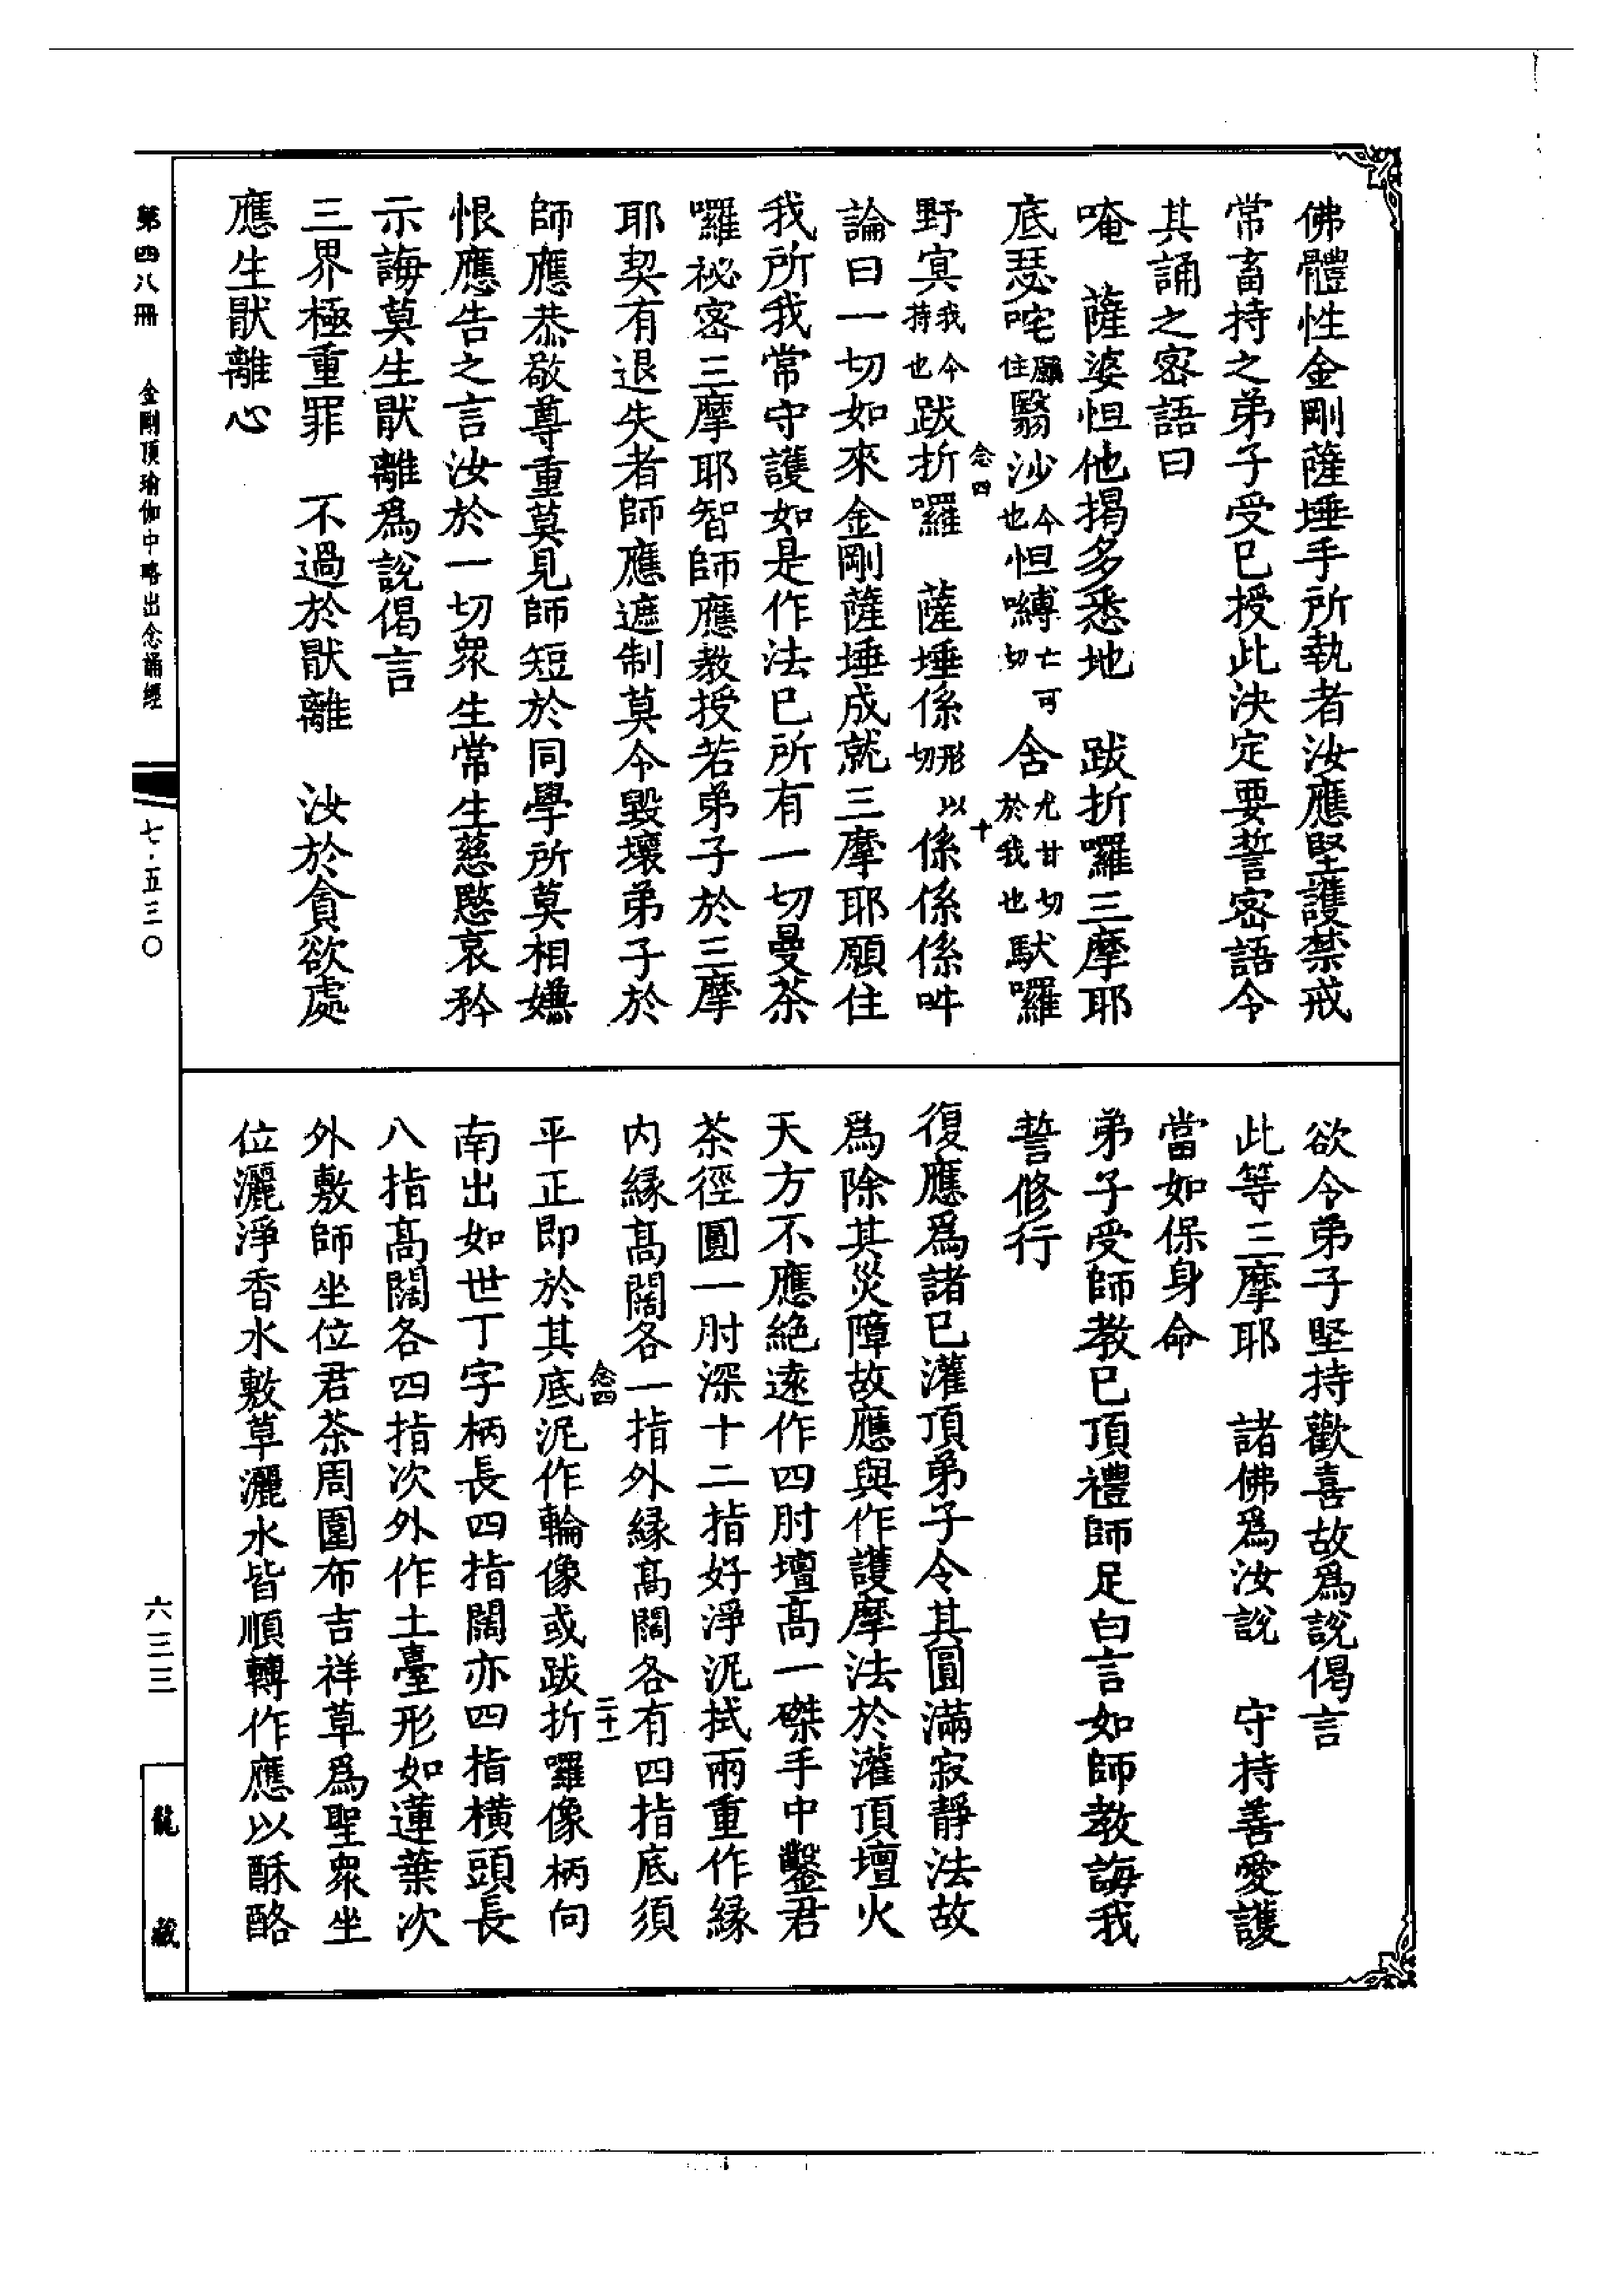 佛體性金剛薩埵手所執者汝應堅護禁戒
常畜持之弟子受已授此決定要誓密語令
其誦之密語曰
唵　薩婆怛他揭多悉地　跋折囉三摩耶
底瑟咤願住翳沙今也怛囀亡可切舍尤甘切於我也馱囉
野㝠我今持也跋折囉　薩埵係形以切係係係吽
念四　十
論曰一切如來金剛薩埵成就三摩耶願住
我所我常守護如是作法已所有一切曼茶
囉祕密三摩耶智師應教授若弟子於三摩
耶契有退失者師應遮制莫令毀壞弟子於
師應恭敬尊重莫見師短於同學所莫相嫌
恨應告之言汝於一切眾生常生慈愍哀矜
示誨莫生猒離爲說偈言
三界極重罪　不過於猒離　汝於貪欲處
應生猒離心
欲令弟子堅持歡喜故爲說偈言
此等三摩耶　諸佛爲汝說　守持善愛護
當如保身命
弟子受師教已頂禮師足白言如師教誨我
誓修行
復應爲諸已灌頂弟子令其圓滿寂靜法故
爲除其災障故應與作護摩法於灌頂壇火
天方不應絶遠作四肘壇高一磔手中鑿君
茶徑圓一肘深十二指好淨泥拭兩重作緣
内緣高闊各一指外緣高闊各有四指底須
念四　二十一
平正即於其底泥作輪像或跋折囉像柄向
南出如世丁字柄長四指闊亦四指橫頭長
八指高闊各四指次外作土臺形如蓮葉次
外敷師坐位君茶周圍布吉祥草爲聖眾坐
位灑淨香水敷草灑水皆順轉作應以酥酪
第四八冊　金剛頂瑜伽中略出念誦經　七·五三〇　六三三　龍藏